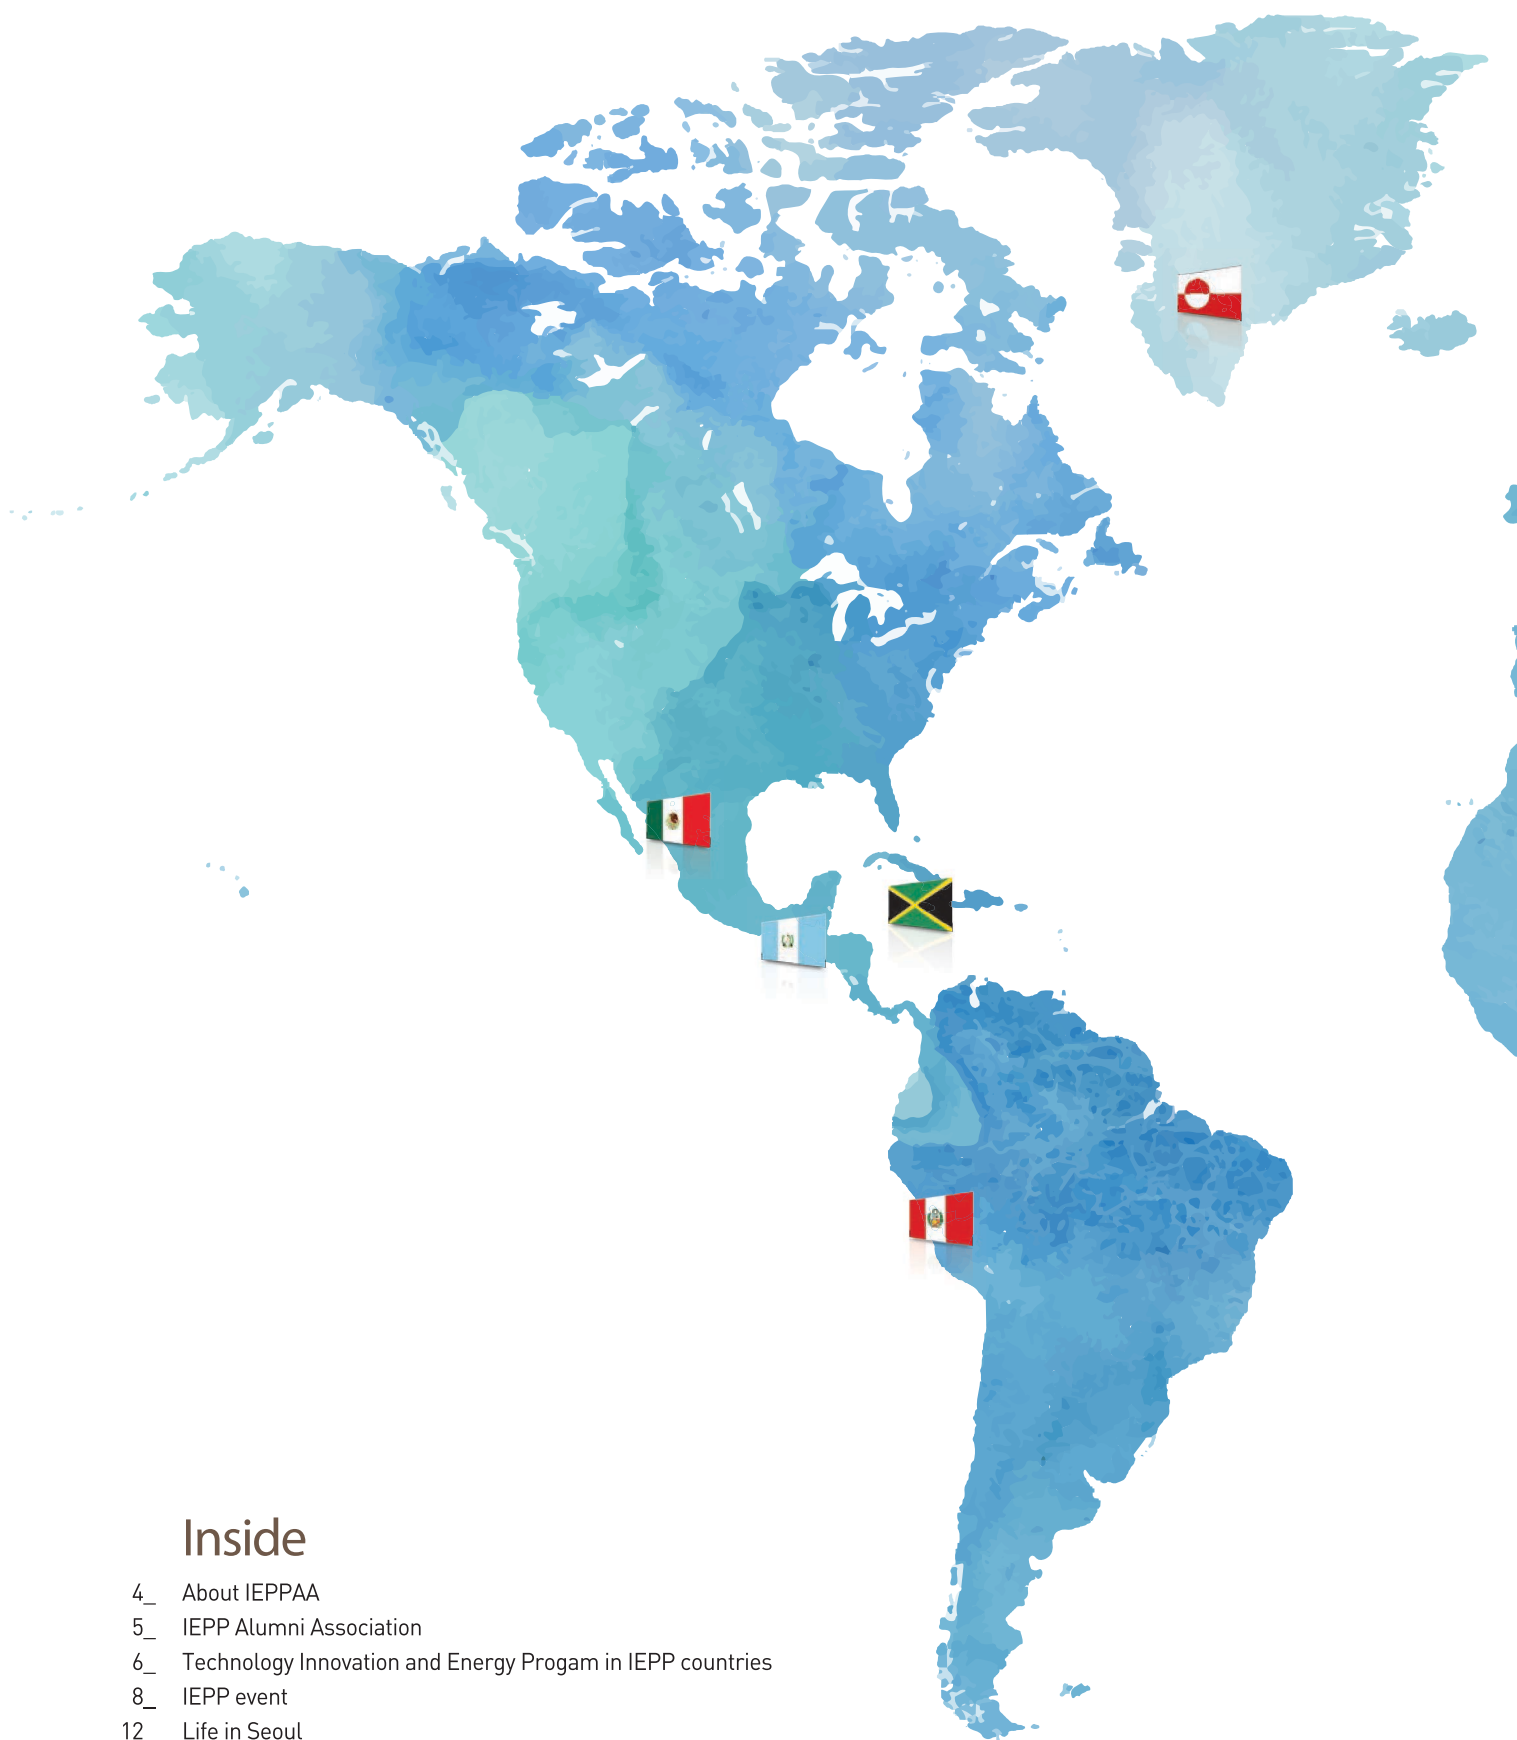 Inside
4_ About IEPPAA
5_ IEPP Alumni Association
6_ Technology Innovation and Energy Progam in IEPP countries
8_ IEPP event
12 Life in Seoul